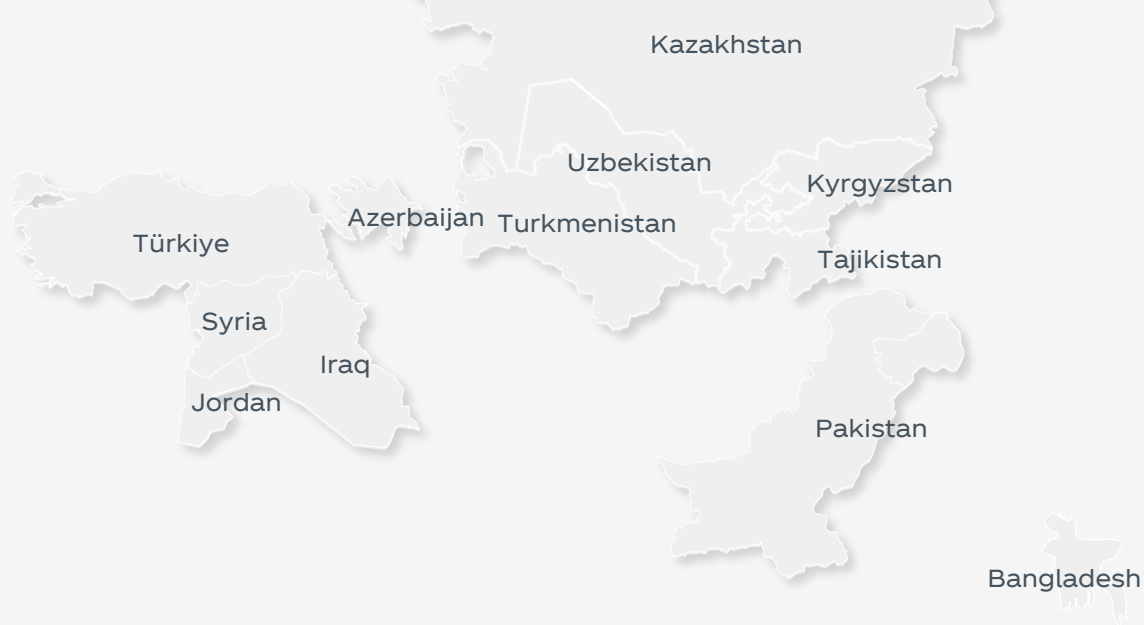 Kazakhstan
Uzbekistan
Kyrgyzstan
Azerbaijan
Turkmenistan
Türkiye
Tajikistan
Syria
Iraq
Jordan
Pakistan
Bangladesh